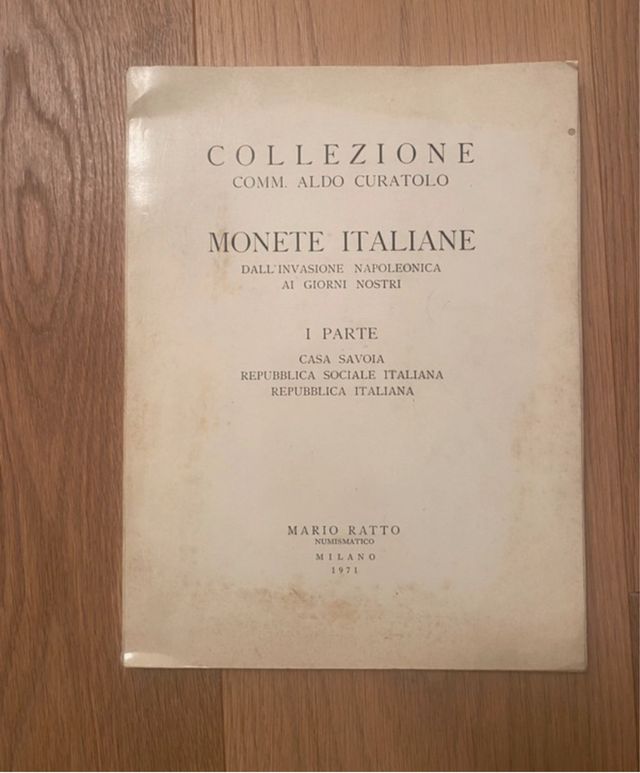 COLLEZIONE
COMM. ALDO CURATOLO
MONETE ITALIANE
DALL'INVASIONE NAPOLEONICA
AI GIORNI NOSTRI
I PARTE
CASA SAVOIA
REPUBBLICA SOCIALE ITALIANA
REPUBBLICA ITALIANA
MARIO RATTO
NUMISMATICO
MILANO
1971